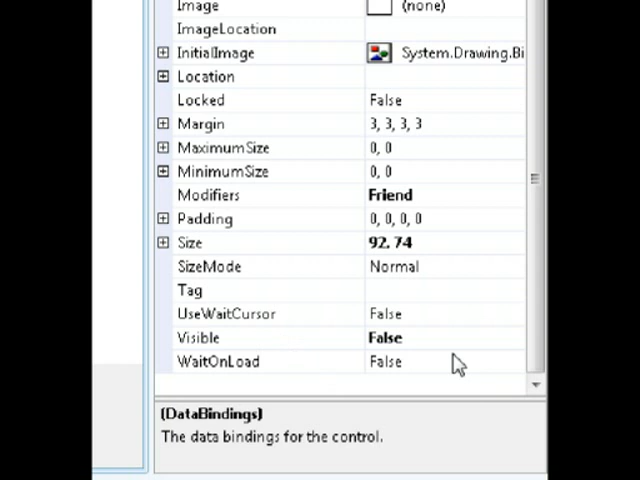 Image (none)
ImageLocation
InitialImage System.Drawing.Bi
Location
Locked False
Margin 3, 3, 3, 3
MaximumSize 0, 0
MinimumSize 0, 0
Modifiers Friend
Padding 0, 0, 0, 0
Size 92, 74
SizeMode Normal
Tag
UseWaitCursor False
Visible False
WaitOnLoad False
(DataBindings)
The data bindings for the control.